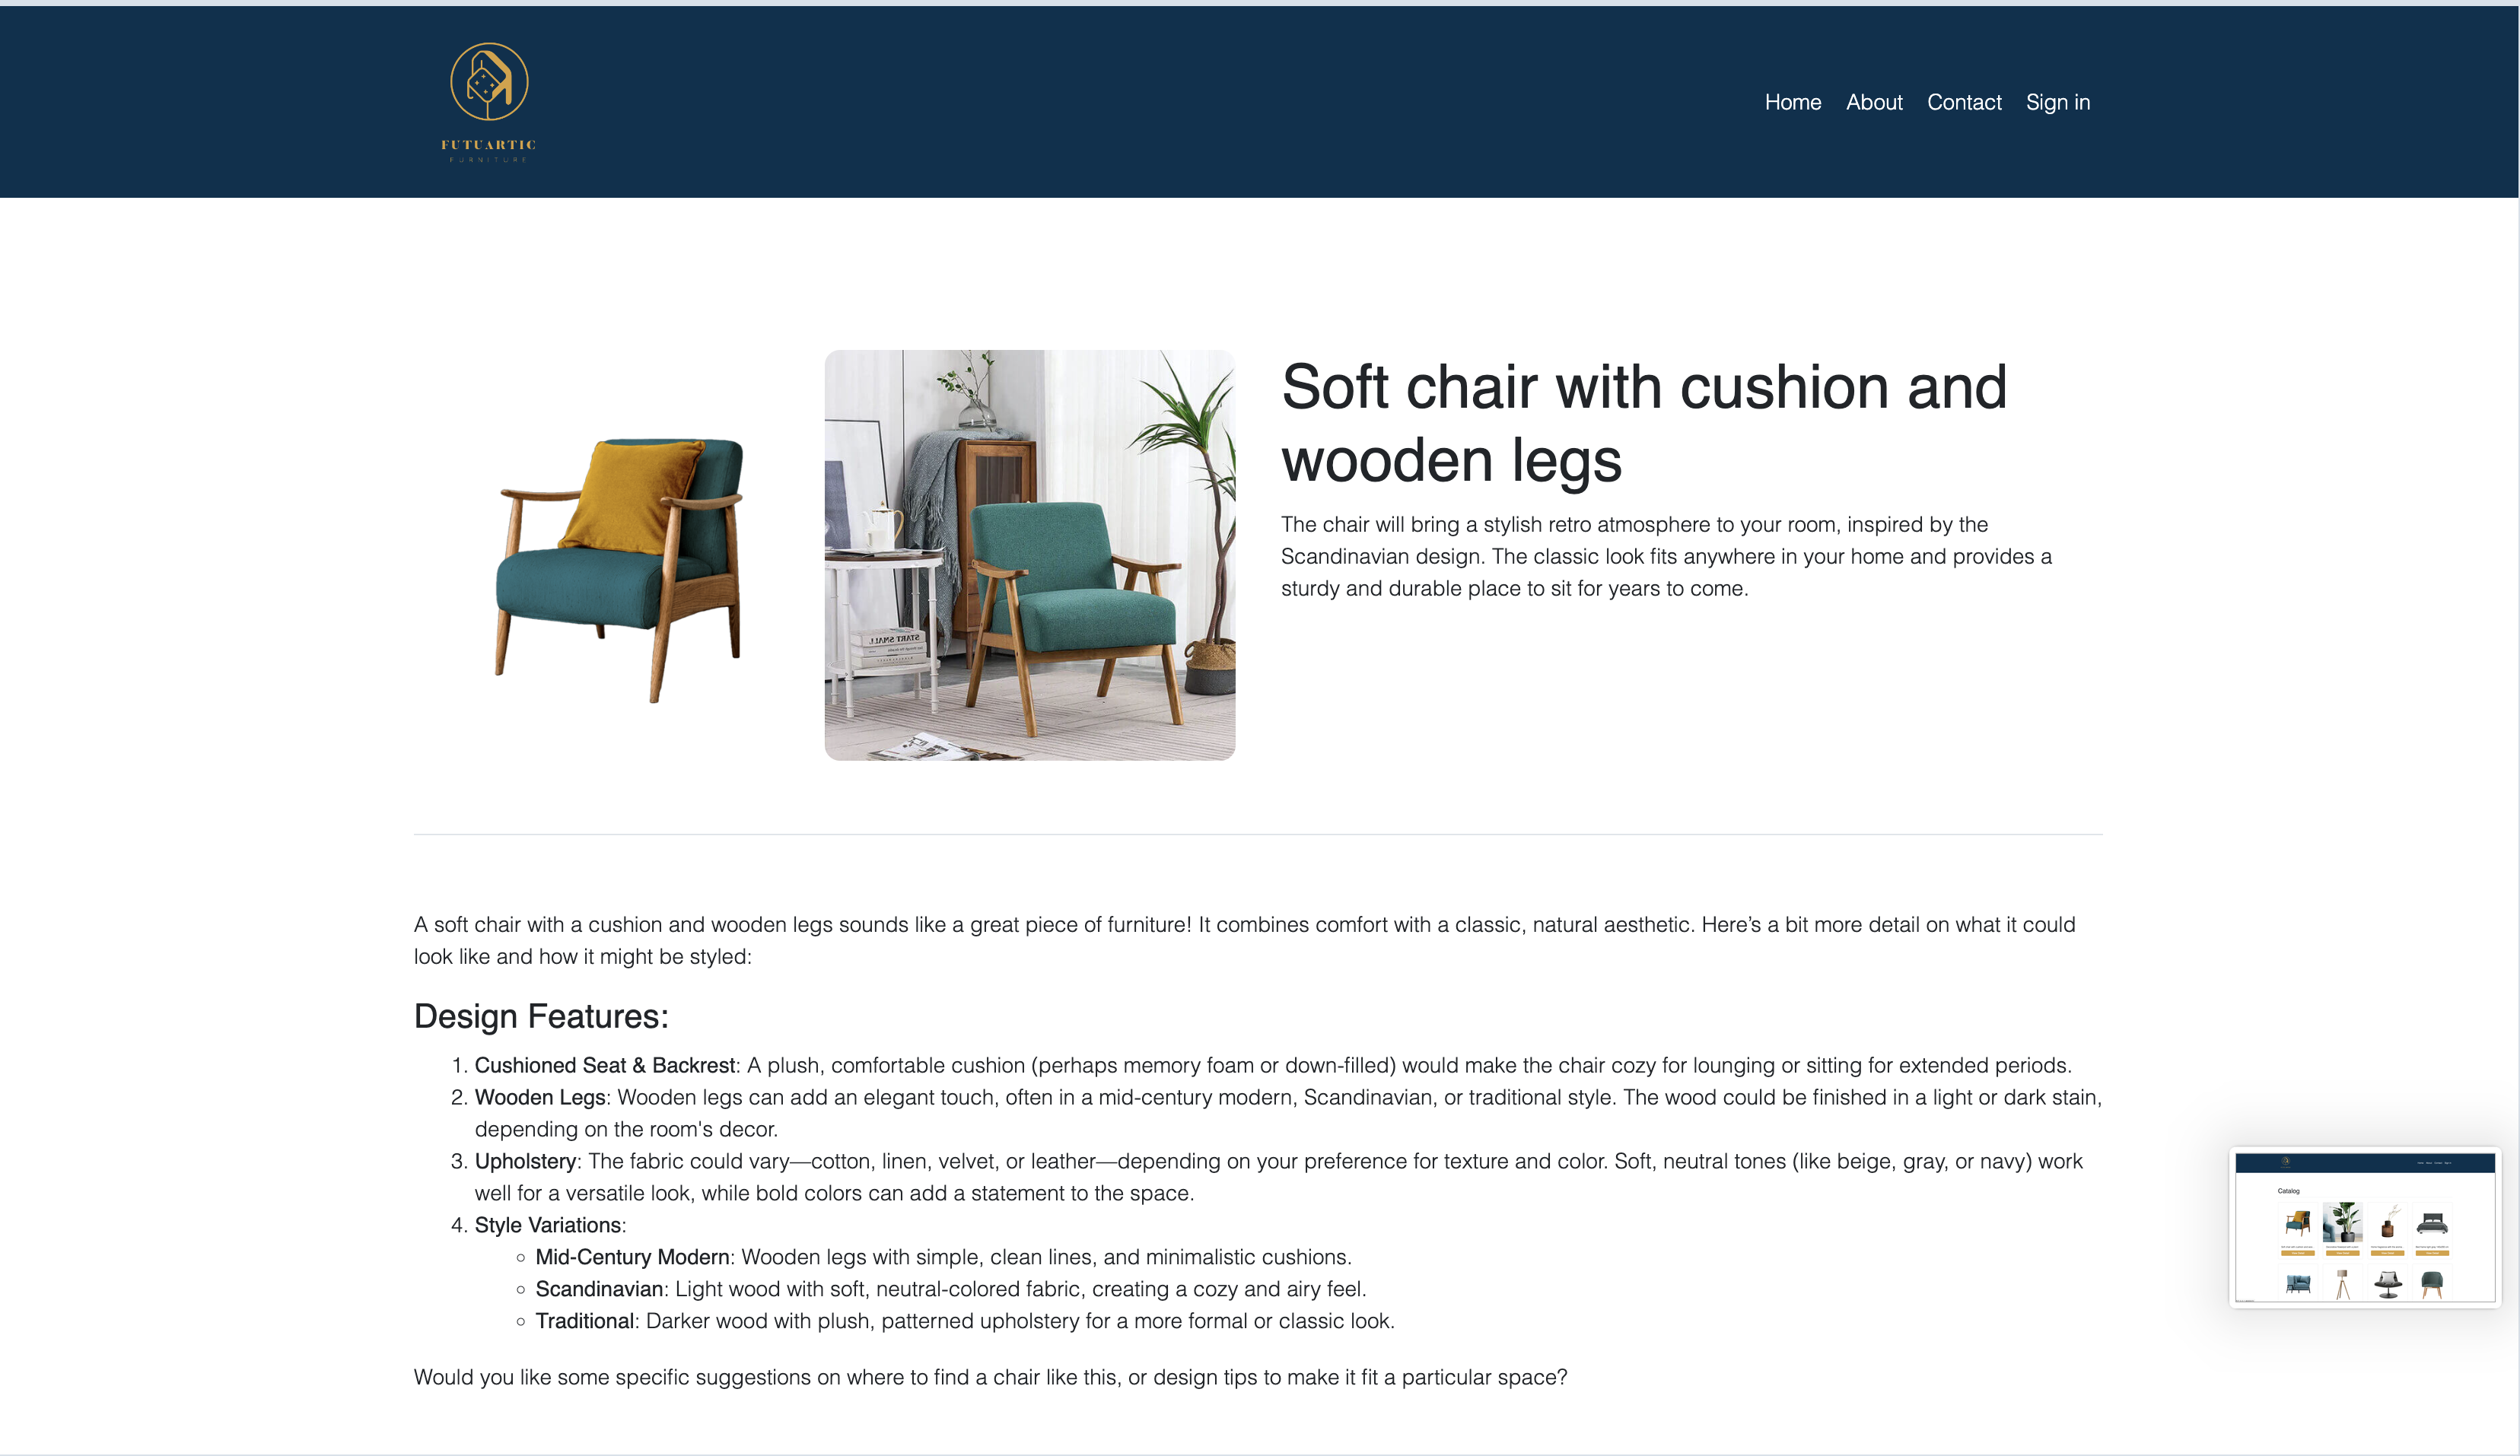 FUTUARTIC
FURNITURE
Home About Contact Sign in
START SMALL
Soft chair with cushion and
wooden legs
The chair will bring a stylish retro atmosphere to your room, inspired by the
Scandinavian design. The classic look fits anywhere in your home and provides a
sturdy and durable place to sit for years to come.
A soft chair with a cushion and wooden legs sounds like a great piece of furniture! It combines comfort with a classic, natural aesthetic. Here’s a bit more detail on what it could
look like and how it might be styled:
Design Features:
1. Cushioned Seat & Backrest: A plush, comfortable cushion (perhaps memory foam or down-filled) would make the chair cozy for lounging or sitting for extended periods.
2. Wooden Legs: Wooden legs can add an elegant touch, often in a mid-century modern, Scandinavian, or traditional style. The wood could be finished in a light or dark stain,
depending on the room's decor.
3. Upholstery: The fabric could vary—cotton, linen, velvet, or leather—depending on your preference for texture and color. Soft, neutral tones (like beige, gray, or navy) work
well for a versatile look, while bold colors can add a statement to the space.
4. Style Variations:
○ Mid-Century Modern: Wooden legs with simple, clean lines, and minimalistic cushions.
○ Scandinavian: Light wood with soft, neutral-colored fabric, creating a cozy and airy feel.
○ Traditional: Darker wood with plush, patterned upholstery for a more formal or classic look.
Would you like some specific suggestions on where to find a chair like this, or design tips to make it fit a particular space?
Catalog